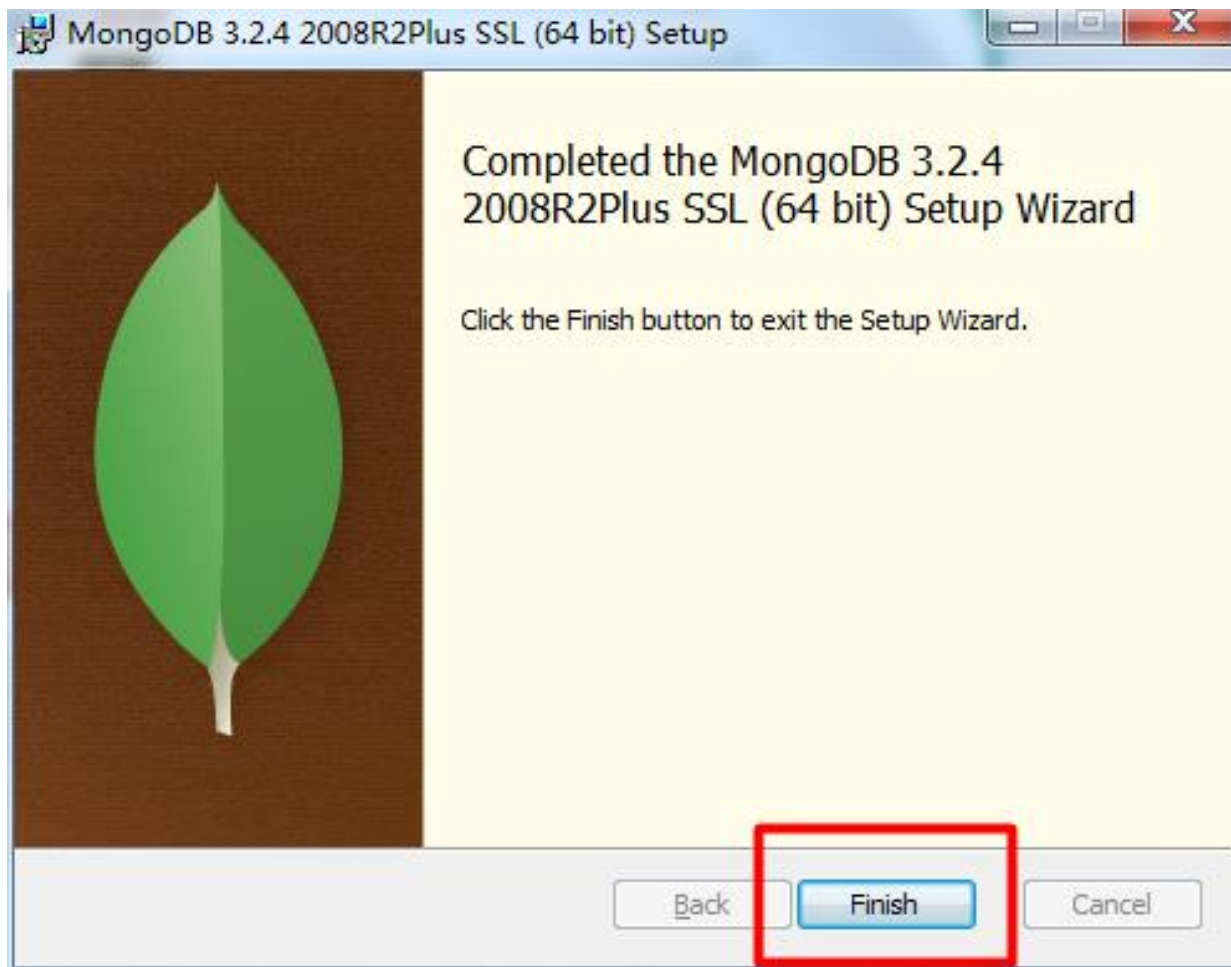 MongoDB 3.2.4 2008R2Plus SSL (64 bit) Setup
Completed the MongoDB 3.2.4
2008R2Plus SSL (64 bit) Setup Wizard
Click the Finish button to exit the Setup Wizard.
Back
Finish
Cancel